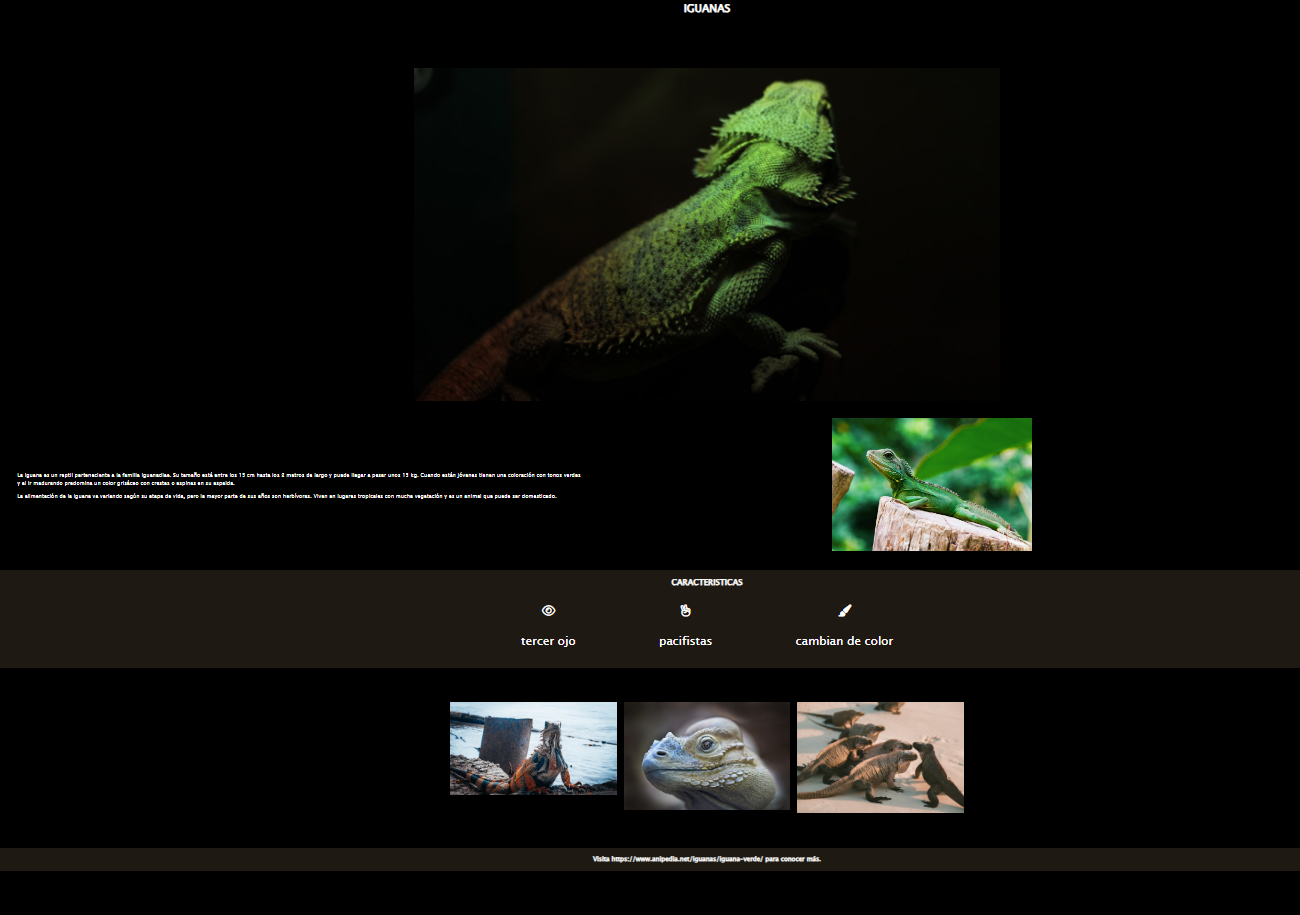 IGUANAS
La iguana es un reptil perteneciente a la familia Iguanadiaa. Su tamaño está entre los 15 cm hasta los 2 metros de largo y puede llegar a pesar unos 15 kg. Cuando están jóvenes tienen una coloración con tonos verdes
y al ir madurando predomina un color grisáceo con crestas o espinas en su espalda.
La alimentación de la iguana va variando según su etapa de vida, pero la mayor parte de sus años son herbívoros. Viven en lugares tropicales con mucha vegetación y es un animal que puede ser domesticado.
CARACTERISTICAS
tercer ojo
pacifistas
cambian de color
Visita https://www.anipedia.net/iguanas/iguana-verde/ para conocer más.